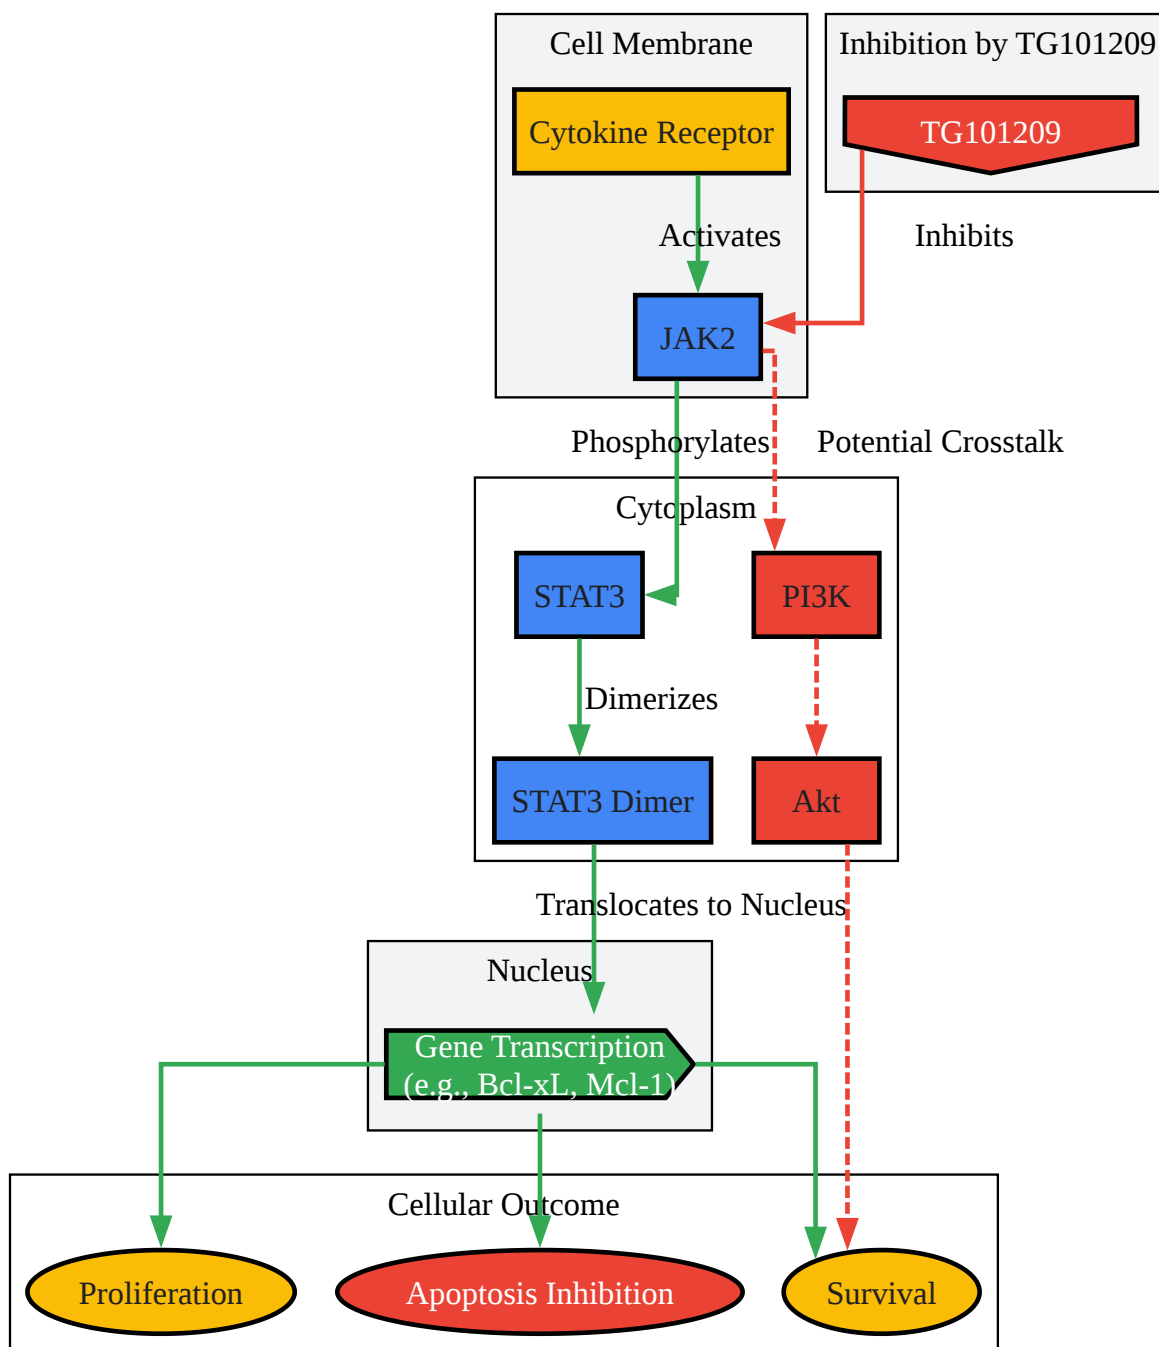 Cell Membrane
Inhibition by TG101209
Cytokine Receptor
TG101209
Activates
Inhibits
JAK2
Phosphorylates
Potential Crosstalk
Cytoplasm
STAT3
PI3K
Dimerizes
STAT3 Dimer
Akt
Translocates to Nucleus
Nucleus
Gene Transcription
(e.g., Bcl-xL, Mcl-1)
Cellular Outcome
Proliferation
Apoptosis Inhibition
Survival